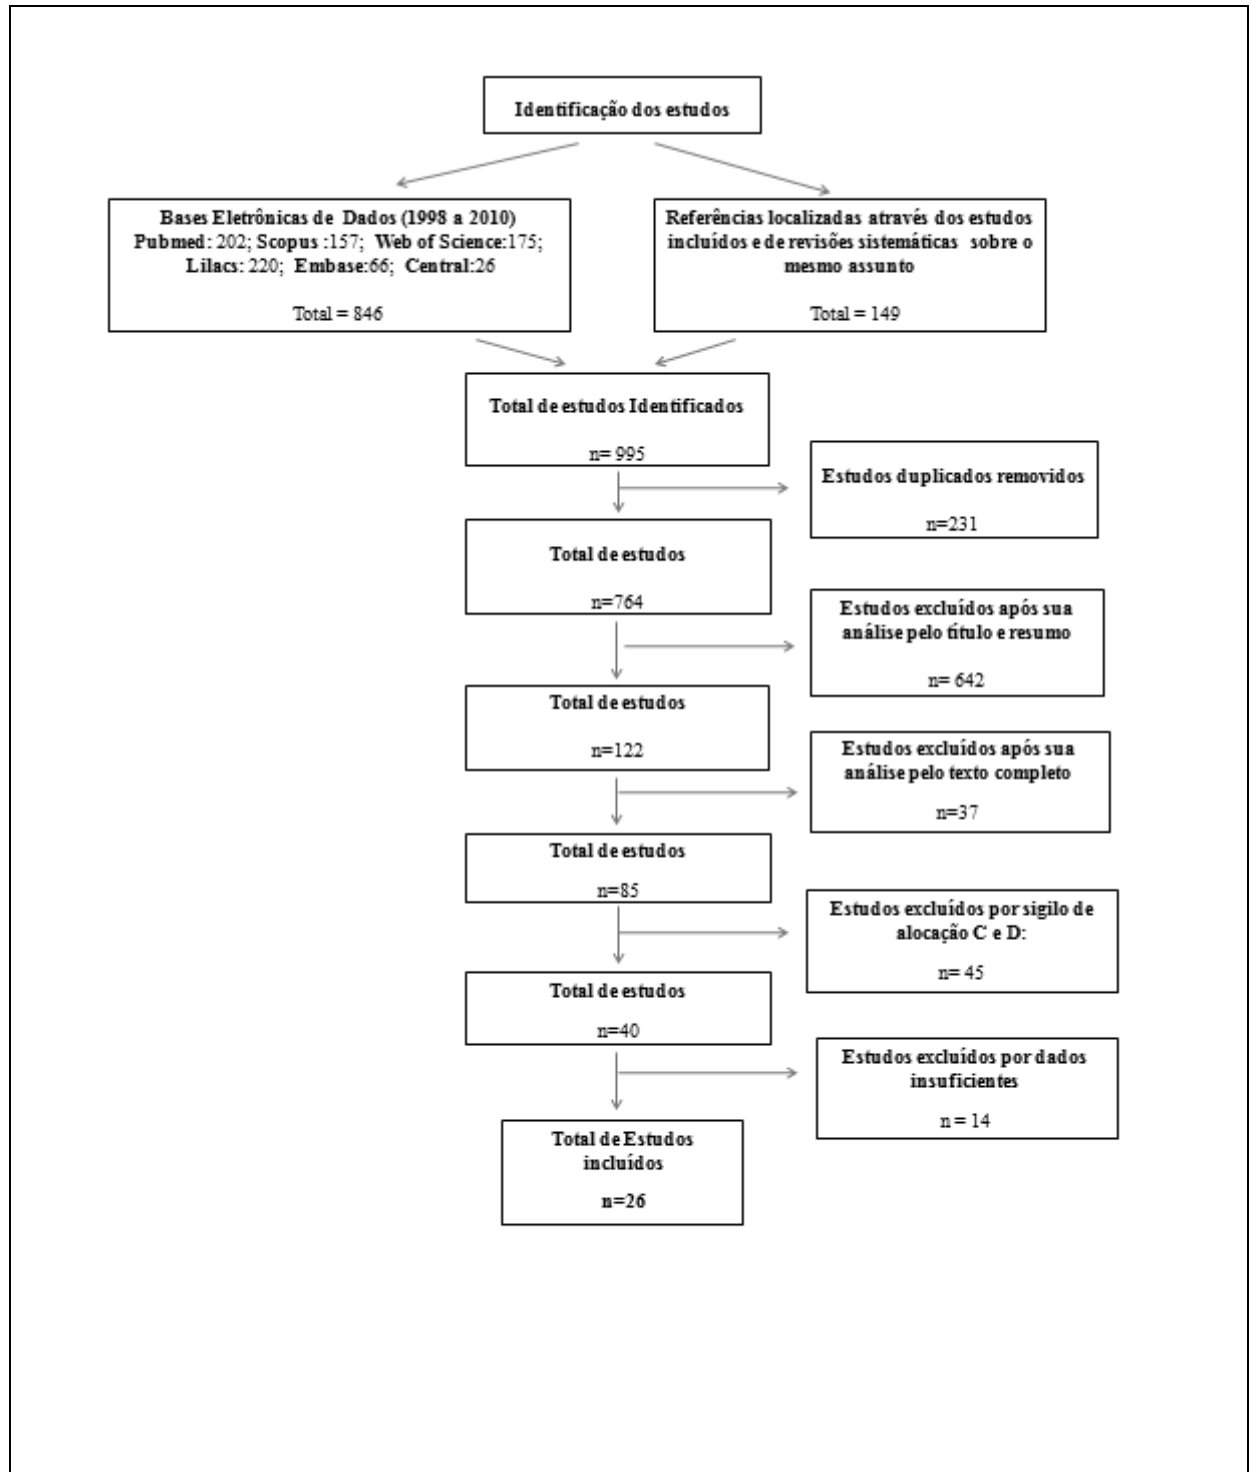 Identificação dos estudos
Bases Eletrônicas de Dados (1998 a 2010)
Pubmed: 202; Scopus :157; Web of Science:175;
Lilacs: 220; Embase:66; Central:26
Total = 846
Referências localizadas através dos estudos
incluídos e de revisões sistemáticas sobre o
mesmo assunto
Total = 149
Total de estudos Identificados
n= 995
Estudos duplicados removidos
n=231
Total de estudos
n=764
Estudos excluídos após sua
análise pelo título e resumo
n= 642
Total de estudos
n=122
Estudos excluídos após sua
análise pelo texto completo
n=37
Total de estudos
n=85
Estudos excluídos por sigilo de
alocação C e D:
n= 45
Total de estudos
n=40
Estudos excluídos por dados
insuficientes
n = 14
Total de Estudos
incluídos
n=26